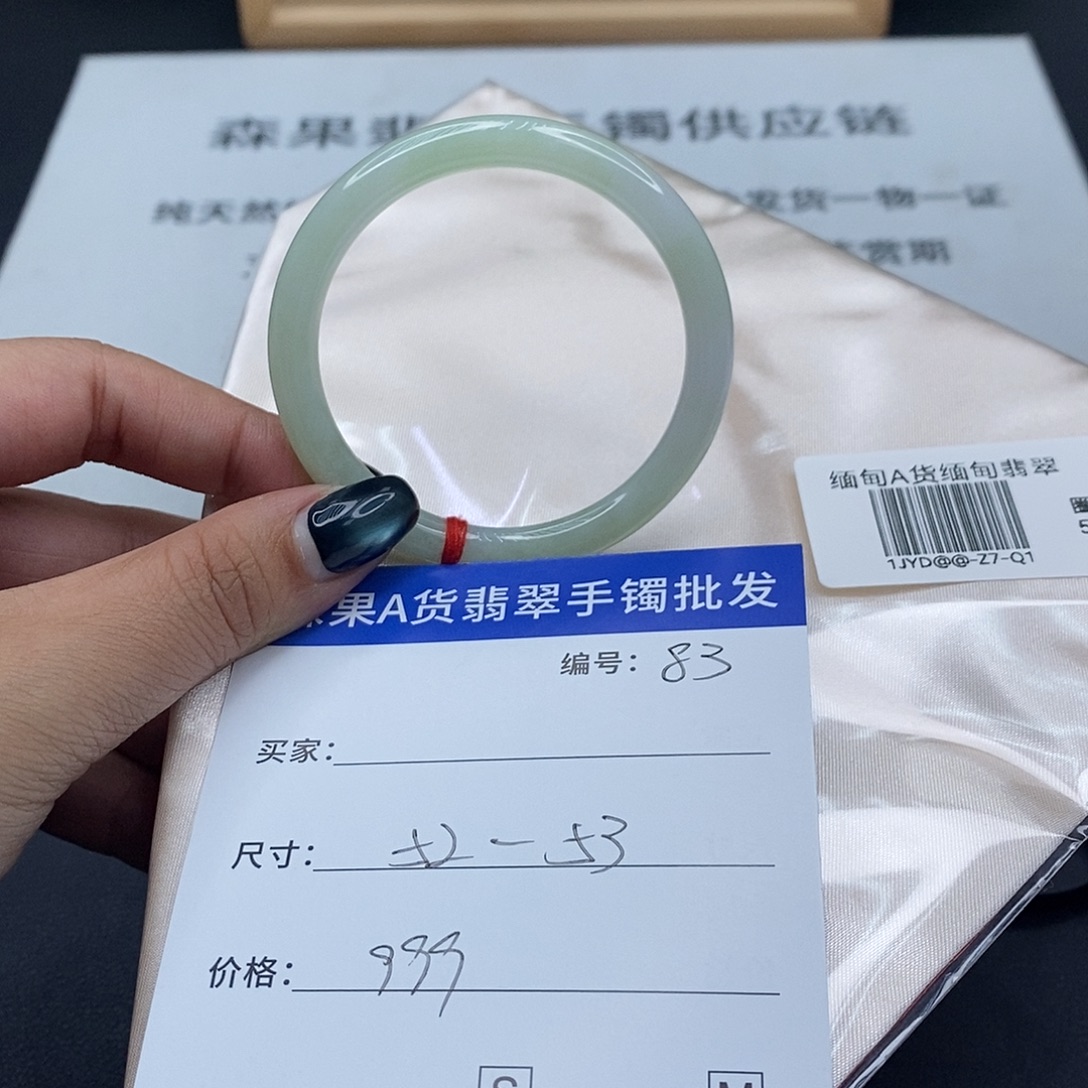 森果翡 手镯供应链
纯天然 发货一物一证
赏期
缅甸A货缅甸翡翠
1JYD@@-Z7-Q1
圈
5
果A货翡翠手镯批发
编号：83
买家：
尺寸：52-53
价格：999
S M